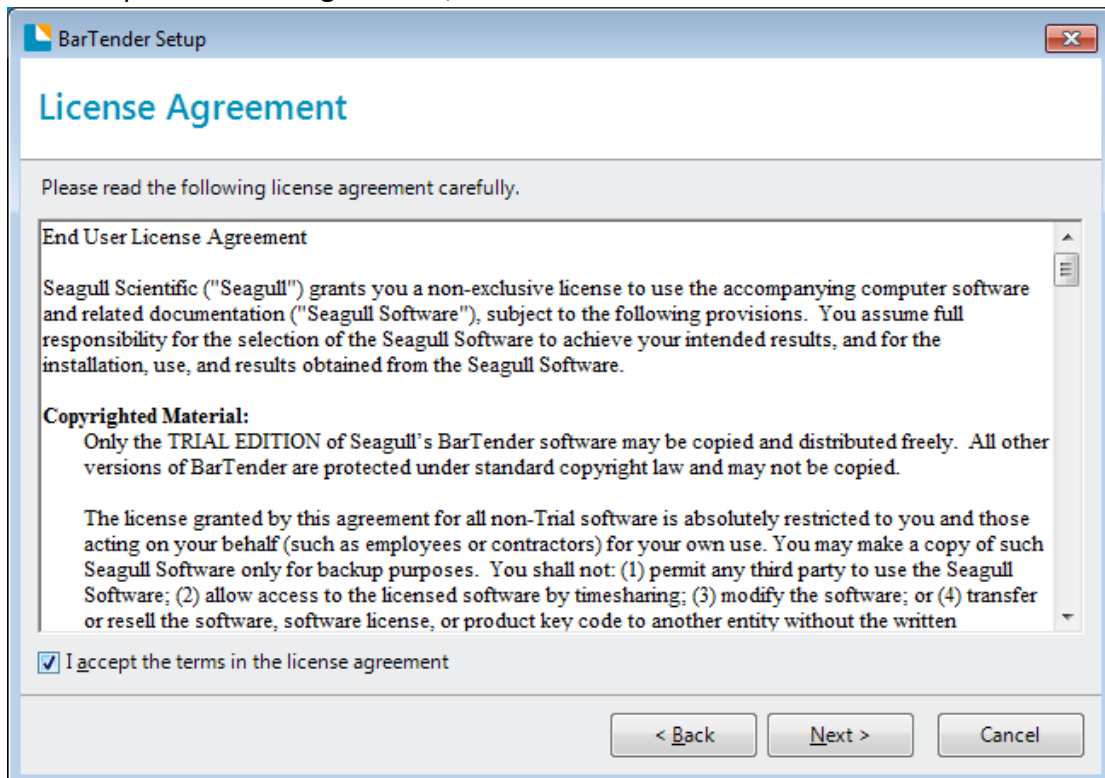 BarTender Setup
License Agreement
Please read the following license agreement carefully.
End User License Agreement
Seagull Scientific ("Seagull") grants you a non-exclusive license to use the accompanying computer software
and related documentation ("Seagull Software"), subject to the following provisions.  You assume full
responsibility for the selection of the Seagull Software to achieve your intended results, and for the
installation, use, and results obtained from the Seagull Software.
Copyrighted Material:
Only the TRIAL EDITION of Seagull's BarTender software may be copied and distributed freely.  All other
versions of BarTender are protected under standard copyright law and may not be copied.
The license granted by this agreement for all non-Trial software is absolutely restricted to you and those
acting on your behalf (such as employees or contractors) for your own use. You may make a copy of such
Seagull Software only for backup purposes.  You shall not: (1) permit any third party to use the Seagull
Software; (2) allow access to the licensed software by timesharing; (3) modify the software; or (4) transfer
or resell the software, software license, or product key code to another entity without the written
I accept the terms in the license agreement
< Back
Next >
Cancel